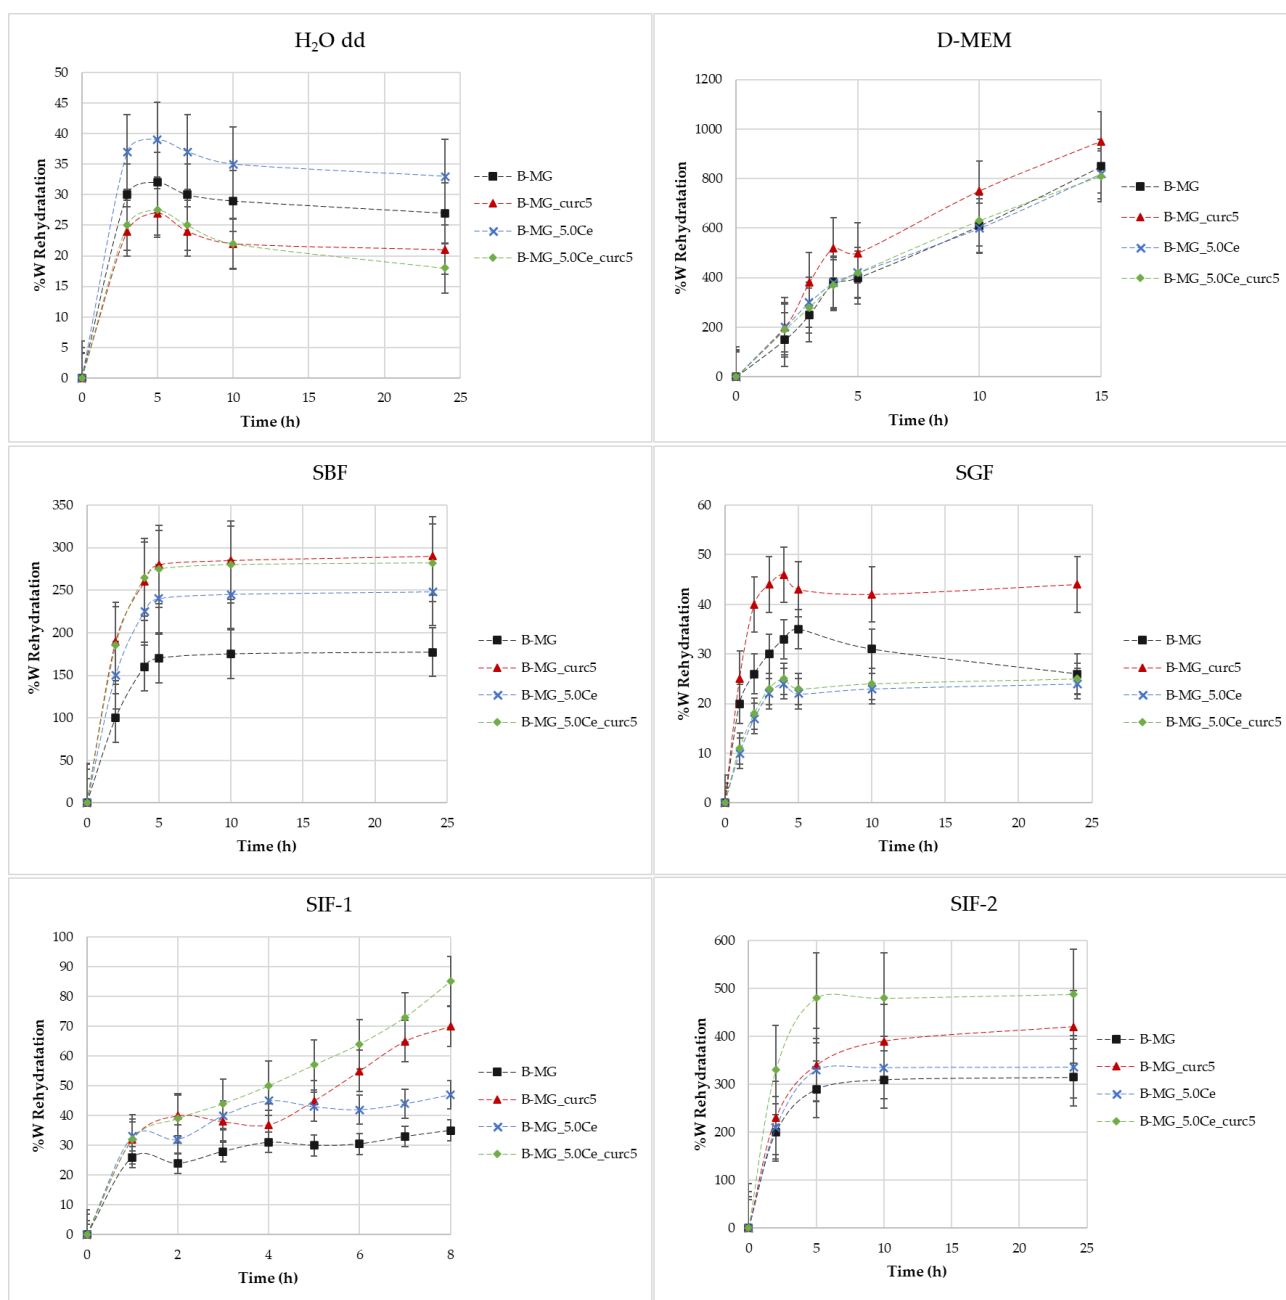 H₂O dd
%W Rehydratation
50
45
40
35
30
25
20
15
10
5
0
0 5 10 15 20 25
Time (h)
B-MG
B-MG_curc5
B-MG_5.0Ce
B-MG_5.0Ce_curc5
D-MEM
%W Rehydratation
1200
1000
800
600
400
200
0
0 5 10 15
Time (h)
B-MG
B-MG_curc5
B-MG_5.0Ce
B-MG_5.0Ce_curc5
SBF
%W Rehydratation
350
300
250
200
150
100
50
0
0 5 10 15 20 25
Time (h)
B-MG
B-MG_curc5
B-MG_5.0Ce
B-MG_5.0Ce_curc5
SGF
%W Rehydratation
60
50
40
30
20
10
0
0 5 10 15 20 25
Time (h)
B-MG
B-MG_curc5
B-MG_5.0Ce
B-MG_5.0Ce_curc5
SIF-1
%W Rehydratation
100
90
80
70
60
50
40
30
20
10
0
0 2 4 6 8
Time (h)
B-MG
B-MG_curc5
B-MG_5.0Ce
B-MG_5.0Ce_curc5
SIF-2
%W Rehydratation
600
500
400
300
200
100
0
0 5 10 15 20 25
Time (h)
B-MG
B-MG_curc5
B-MG_5.0Ce
B-MG_5.0Ce_curc5